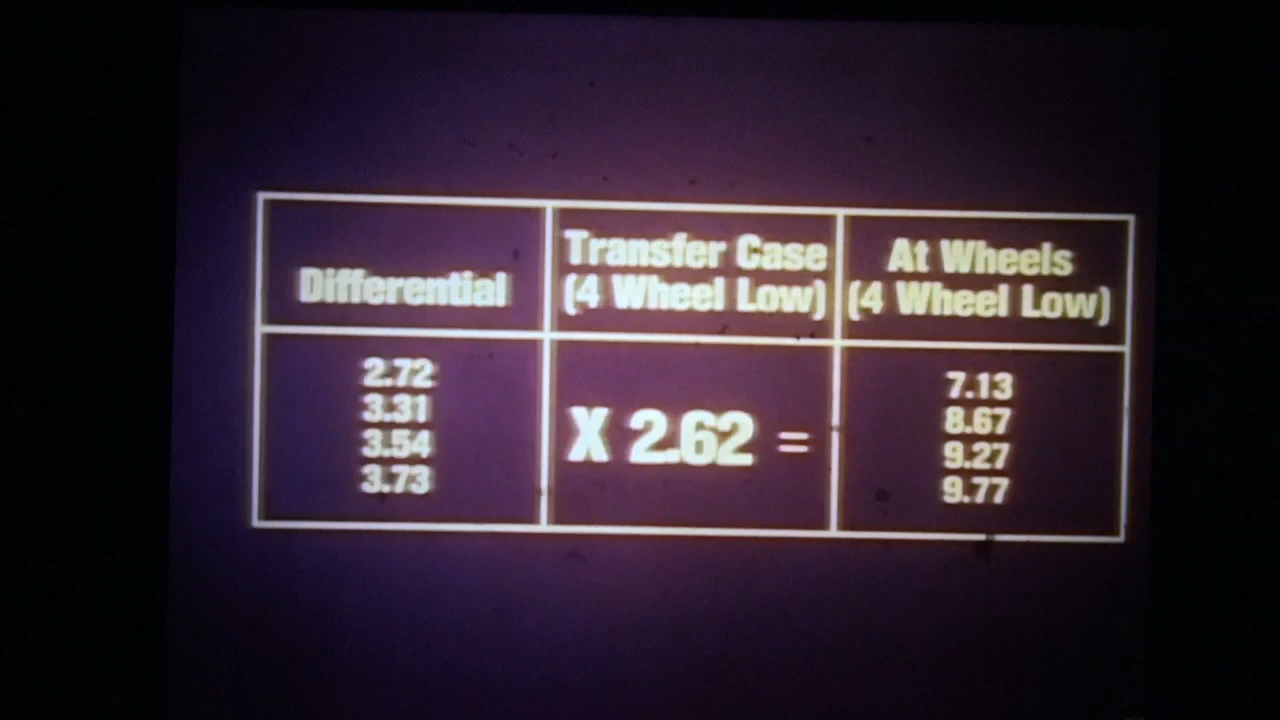 Differential
Transfer Case
(4 Wheel Low)
At Wheels
(4 Wheel Low)
2.72
3.31
3.54
3.73
X 2.62 =
7.13
8.67
9.27
9.77